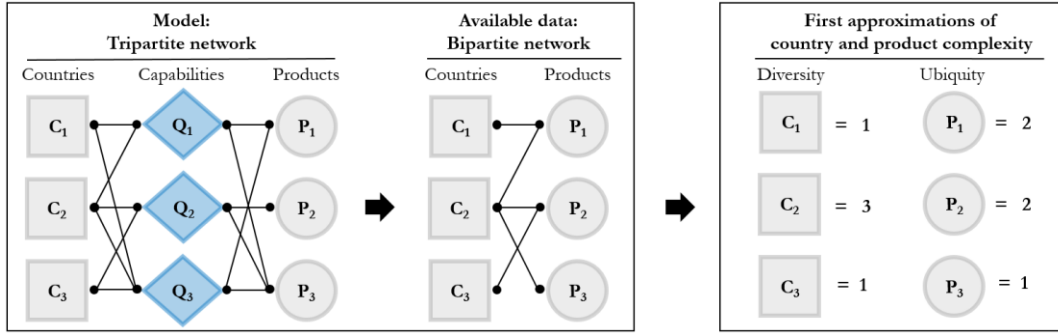 Model:
Tripartite network
Countries Capabilities Products
C1 Q1 P1
C2 Q2 P2
C3 Q3 P3
Available data:
Bipartite network
Countries Products
C1 P1
C2 P2
C3 P3
First approximations of
country and product complexity
Diversity Ubiquity
C1 = 1 P1 = 2
C2 = 3 P2 = 2
C3 = 1 P3 = 1